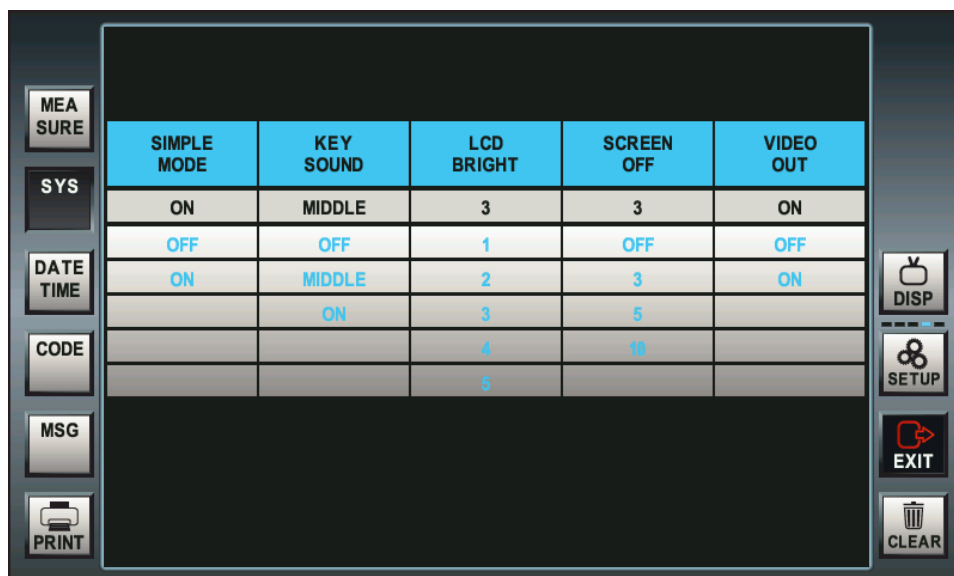 MEA
SURE
SYS
DATE
TIME
CODE
MSG
PRINT
SIMPLE MODE KEY SOUND LCD BRIGHT SCREEN OFF VIDEO OUT
ON MIDDLE 3 3 ON
OFF OFF 1 OFF OFF
ON MIDDLE 2 3 ON
ON 3 5
4 10
5
DISP
SETUP
EXIT
CLEAR